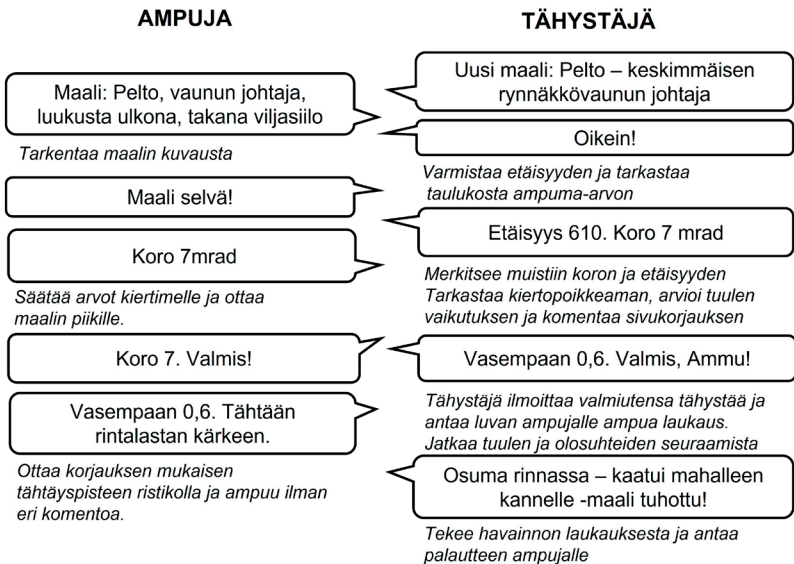 AMPUJA
TÄHYSTÄJÄ
Uusi maali: Pelto – keskimmäisen
rynnäkkövaunun johtaja
Maali: Pelto, vaunun johtaja,
luukusta ulkona, takana viljasiilo
Tarkentaa maalin kuvausta
Oikein!
Varmistaa etäisyyden ja tarkastaa
taulukosta ampuma-arvon
Maali selvä!
Etäisyys 610. Koro 7 mrad
Merkitsee muistiin koron ja etäisyyden
Tarkastaa kiertopoikkeaman, arvioi tuulen
vaikutuksen ja komentaa sivukorjauksen
Koro 7mrad
Säätää arvot kiertimelle ja ottaa
maalin piikille.
Koro 7. Valmis!
Vasempaan 0,6. Valmis, Ammu!
Tähystäjä ilmoittaa valmiutensa tähystää ja
antaa luvan ampujalle ampua laukaus.
Jatkaa tuulen ja olosuhteiden seuraamista
Vasempaan 0,6. Tähtään
rintalastan kärkeen.
Ottaa korjauksen mukaisen
tähtäyspisteen ristikolla ja ampuu ilman
eri komentoa.
Osuma rinnassa – kaatui mahalleen
kannelle -maali tuhottu!
Tekee havainnon laukauksesta ja antaa
palautteen ampujalle